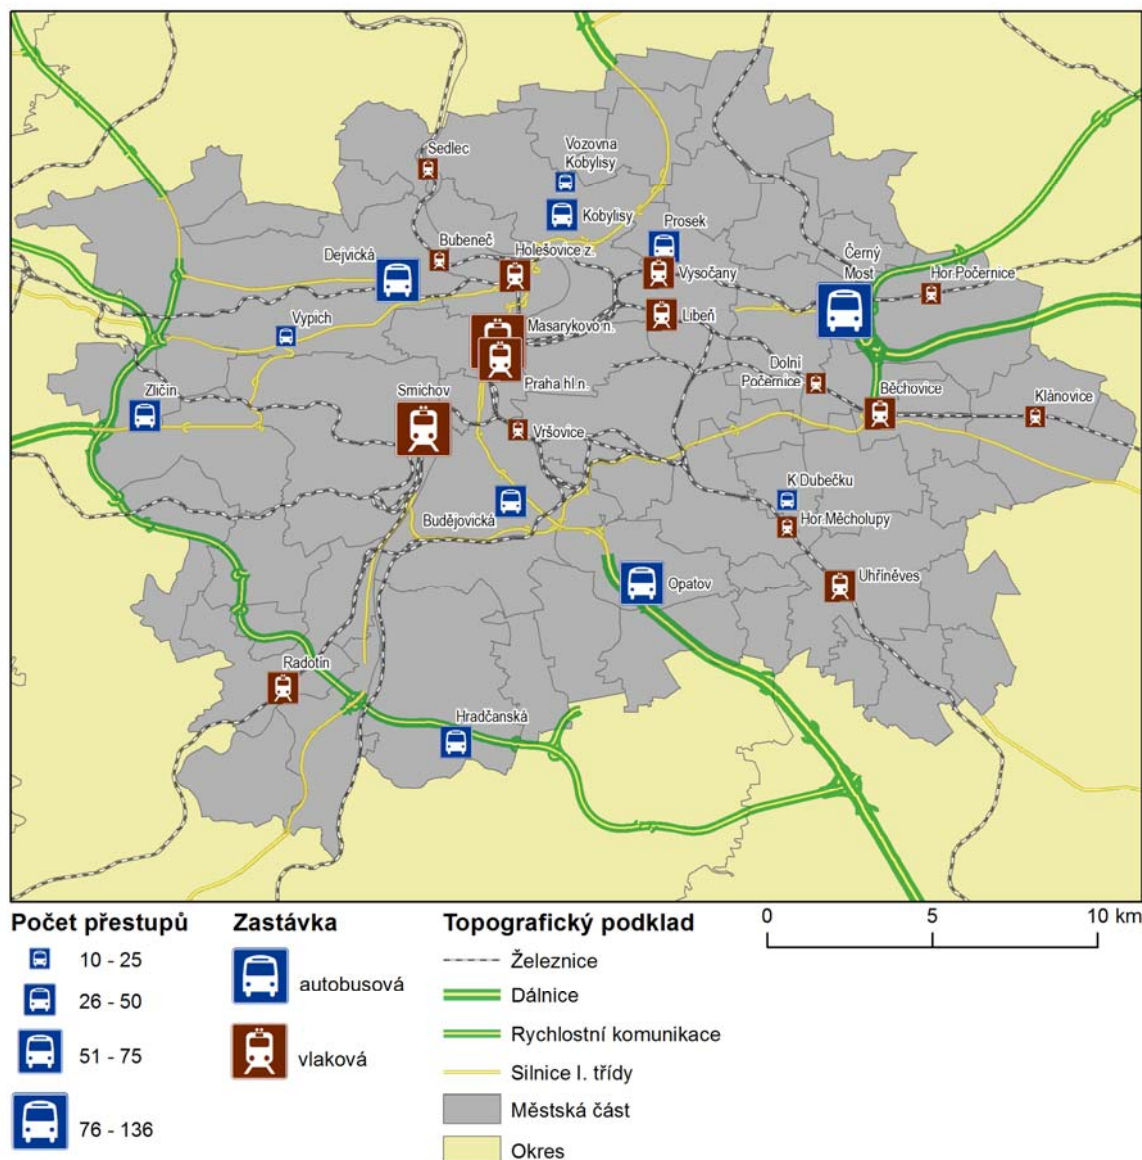 Sedlec
Vozovna
Kobylisy
Kobylisy
Prosek
Bubeneč
Holešovice z.
Dejvická
Vysočany
Černý
Most
Hor.Počernice
Vypich
Masarykovo n.
Libeň
Praha hl.n.
Dolní
Počernice
Běchovice
Klánovice
Zličín
Smíchov
Vršovice
K Dubečku
Budějovická
Hor.Měcholupy
Opatov
Uhříněves
Radotín
Hradčanská
Počet přestupů
10 - 25
26 - 50
51 - 75
76 - 136
Zastávka
autobusová
vlaková
Topografický podklad
Železnice
Dálnice
Rychlostní komunikace
Silnice I. třídy
Městská část
Okres
0 5 10 km